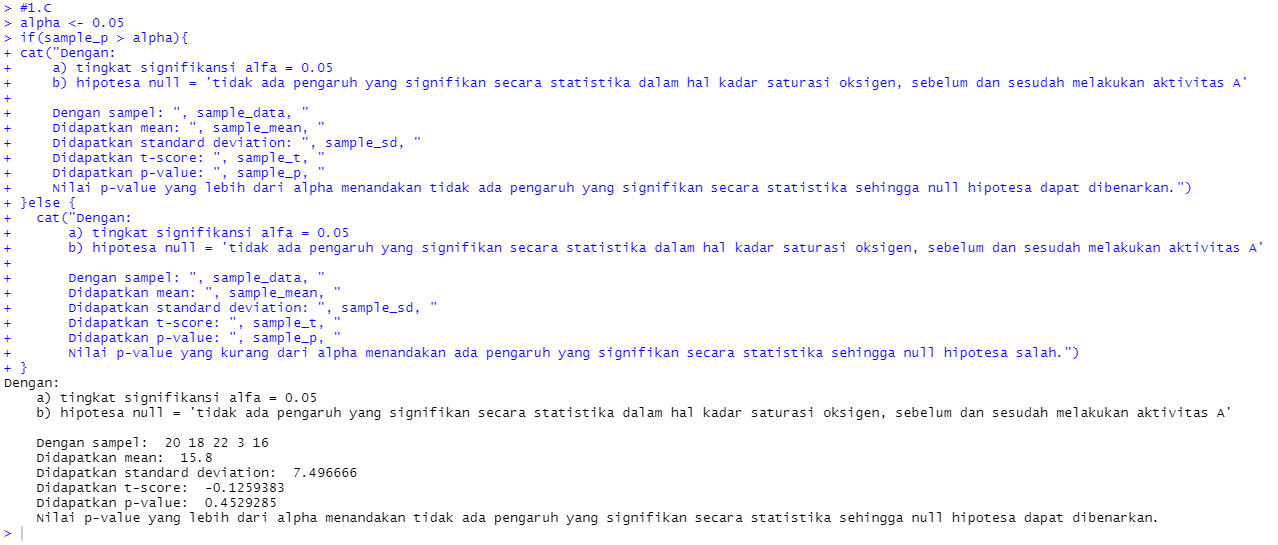 > #1.C
> alpha <- 0.05
> if(sample_p > alpha){
+ cat("Dengan:
+     a) tingkat signifikansi alfa = 0.05
+     b) hipotesa null = 'tidak ada pengaruh yang signifikan secara statistika dalam hal kadar saturasi oksigen, sebelum dan sesudah melakukan aktivitas A'
+
+     Dengan sampel: ", sample_data, "
+     Didapatkan mean: ", sample_mean, "
+     Didapatkan standard deviation: ", sample_sd, "
+     Didapatkan t-score: ", sample_t, "
+     Didapatkan p-value: ", sample_p, "
+     Nilai p-value yang lebih dari alpha menandakan tidak ada pengaruh yang signifikan secara statistika sehingga null hipotesa dapat dibenarkan.")
+ }else {
+   cat("Dengan:
+       a) tingkat signifikansi alfa = 0.05
+       b) hipotesa null = 'tidak ada pengaruh yang signifikan secara statistika dalam hal kadar saturasi oksigen, sebelum dan sesudah melakukan aktivitas A'
+
+       Dengan sampel: ", sample_data, "
+       Didapatkan mean: ", sample_mean, "
+       Didapatkan standard deviation: ", sample_sd, "
+       Didapatkan t-score: ", sample_t, "
+       Didapatkan p-value: ", sample_p, "
+       Nilai p-value yang kurang dari alpha menandakan ada pengaruh yang signifikan secara statistika sehingga null hipotesa salah.")
+ }
Dengan:
    a) tingkat signifikansi alfa = 0.05
    b) hipotesa null = 'tidak ada pengaruh yang signifikan secara statistika dalam hal kadar saturasi oksigen, sebelum dan sesudah melakukan aktivitas A'

    Dengan sampel:  20 18 22 3 16
    Didapatkan mean:  15.8
    Didapatkan standard deviation:  7.496666
    Didapatkan t-score:  -0.1259383
    Didapatkan p-value:  0.4529285
    Nilai p-value yang lebih dari alpha menandakan tidak ada pengaruh yang signifikan secara statistika sehingga null hipotesa dapat dibenarkan.
>